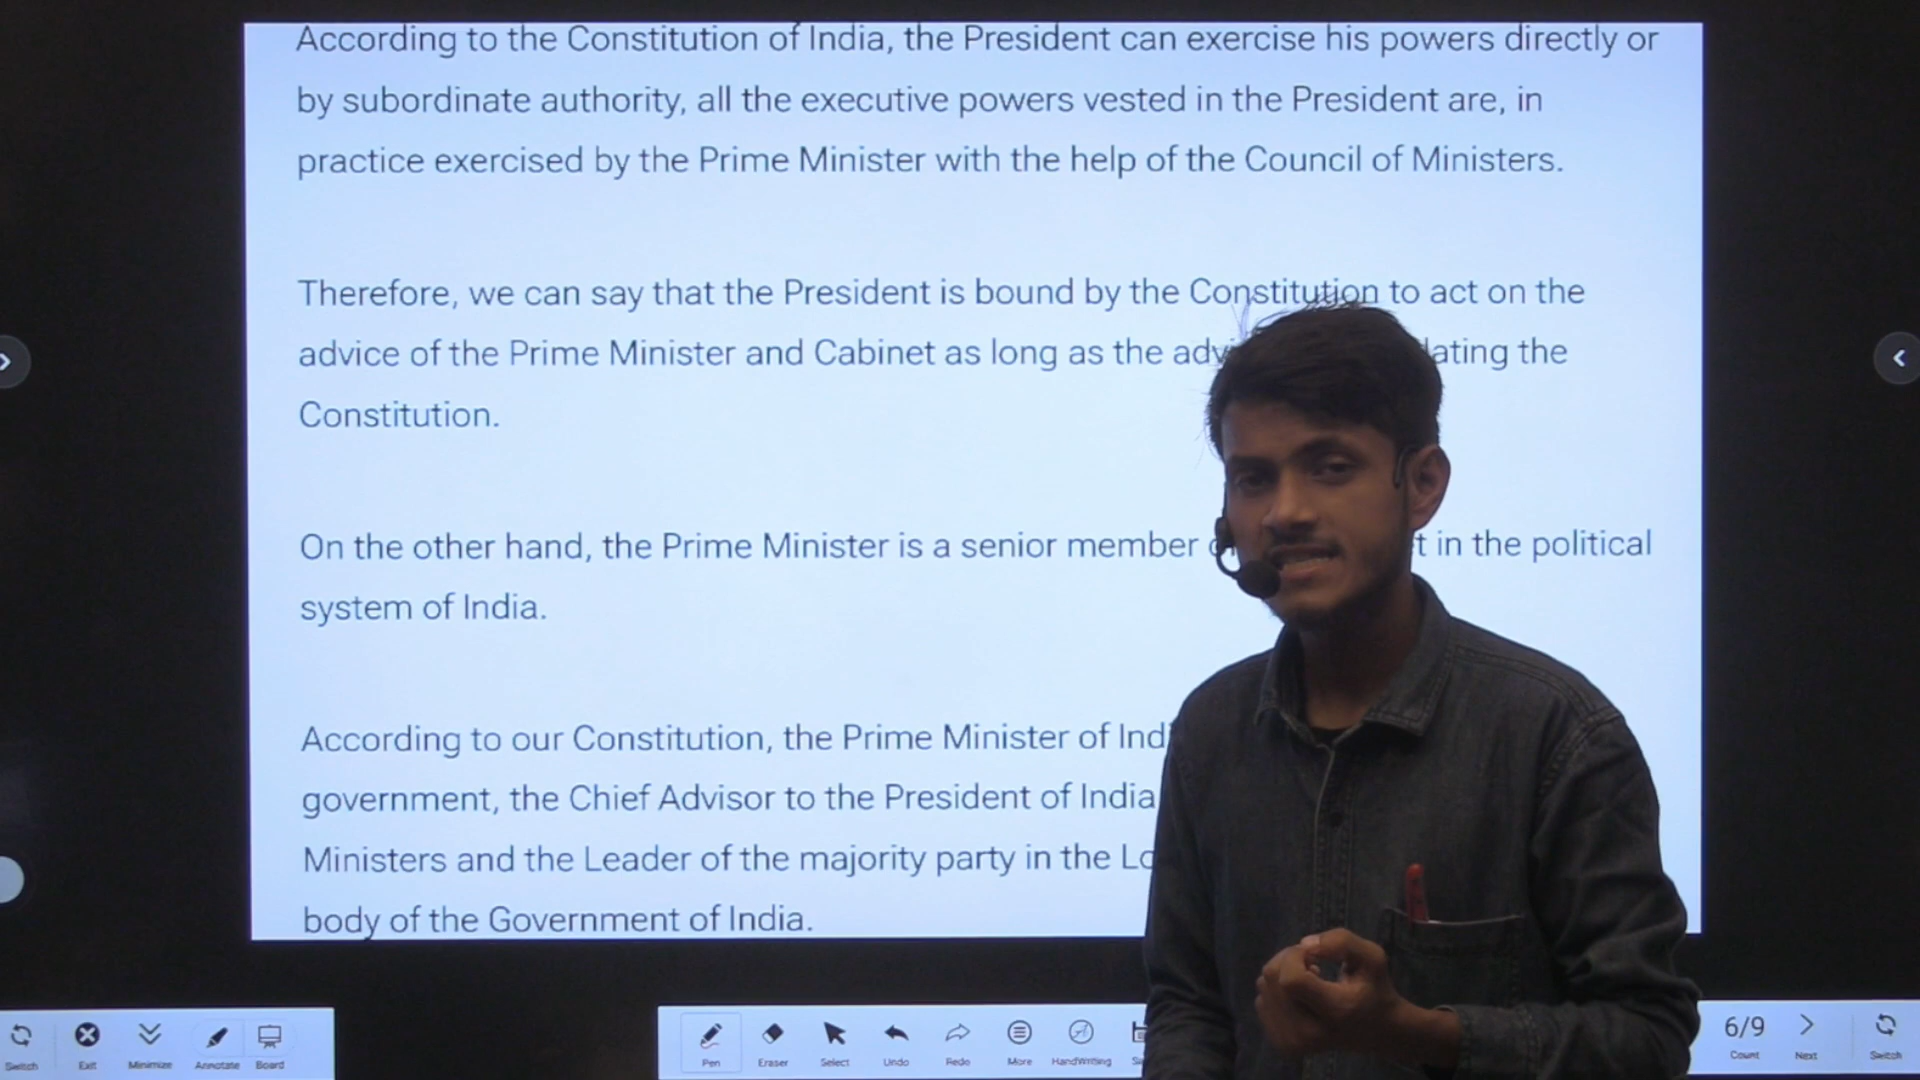 According to the Constitution of India, the President can exercise his powers directly or
by subordinate authority, all the executive powers vested in the President are, in
practice exercised by the Prime Minister with the help of the Council of Ministers.
Therefore, we can say that the President is bound by the Constitution to act on the
advice of the Prime Minister and Cabinet as long as the the
Constitution.
On the other hand, the Prime Minister is a senior member in the political
system of India.
According to our Constitution, the Prime Minister of
government, the Chief Advisor to the President of India
Ministers and the Leader of the majority party in the
body of the Government of India.
Switch Exit Minimize Annotate Board
Pen Eraser Select Undo Redo More HandWriting
6/9
Count Next Switch